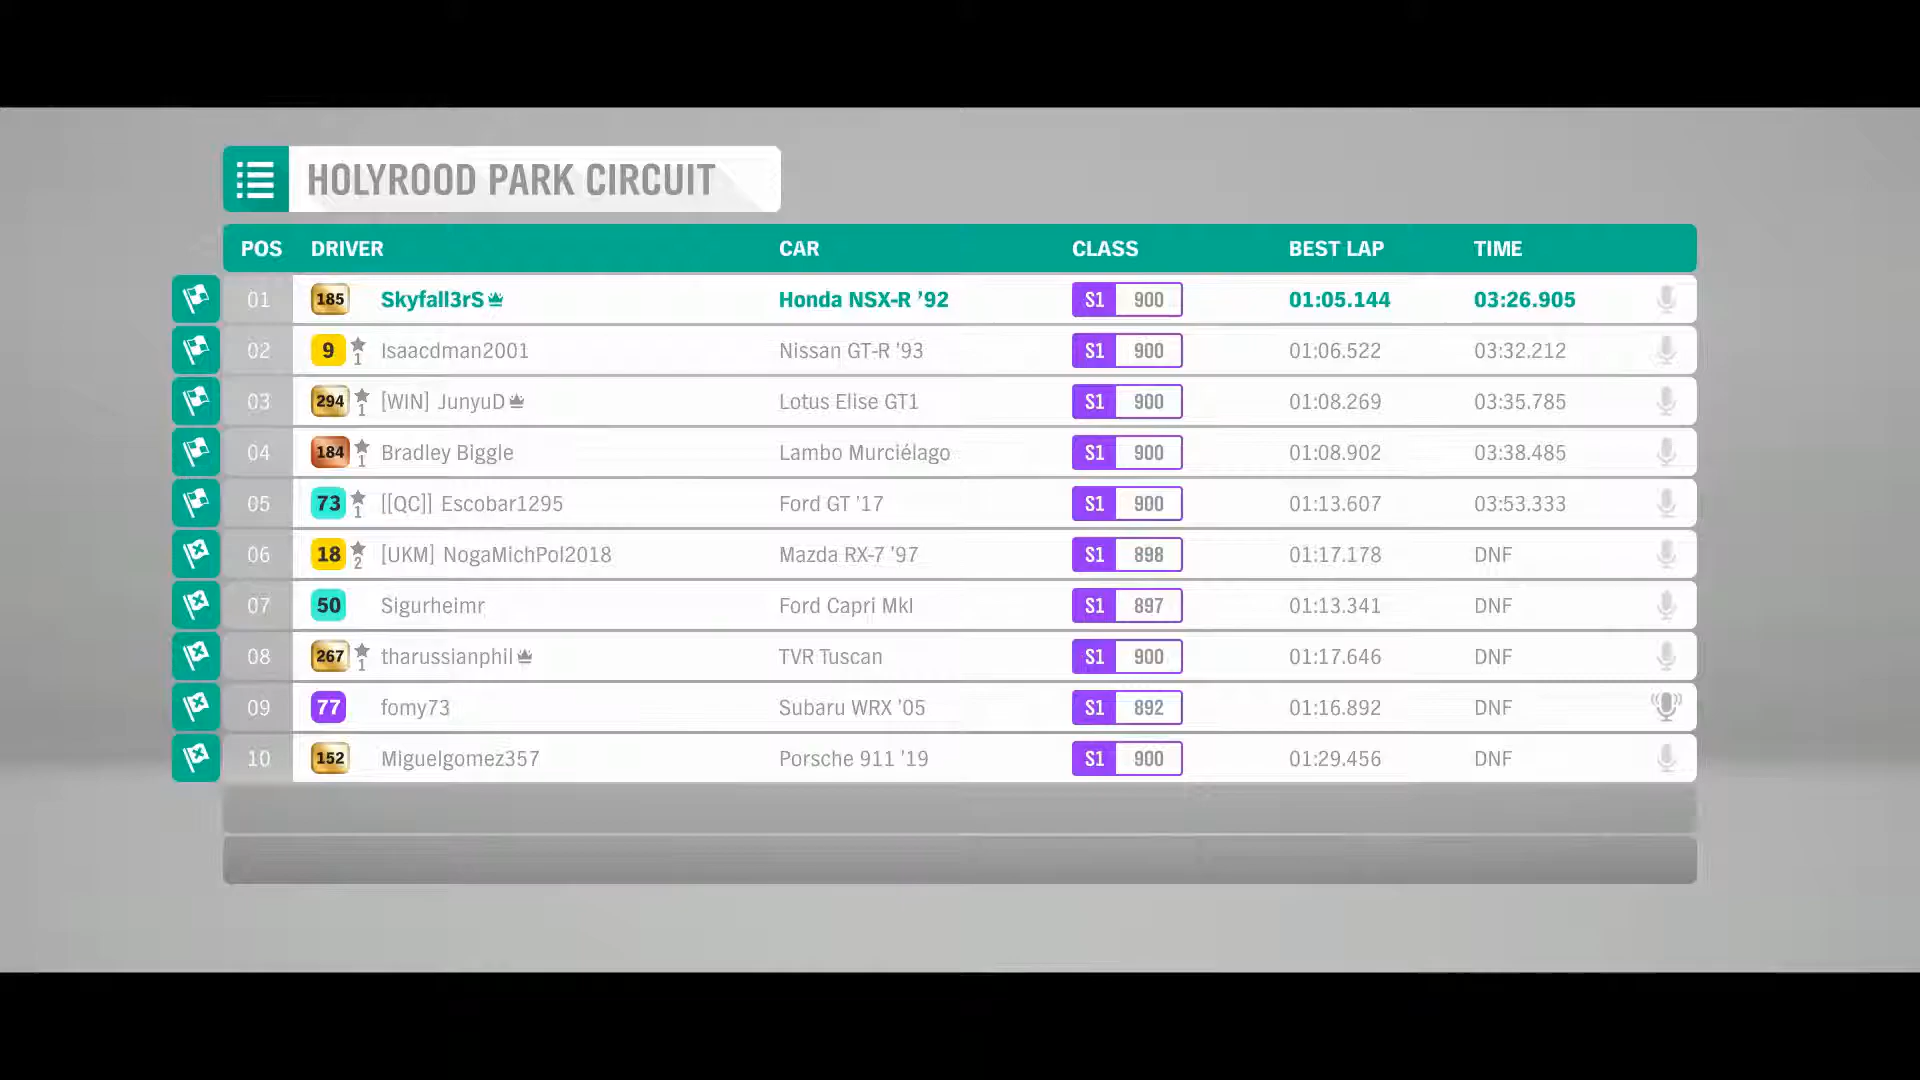 HOLYROOD PARK CIRCUIT
POS DRIVER CAR CLASS BEST LAP TIME
01 185 Skyfall3rS Honda NSX-R ’92 S1 900 01:05.144 03:26.905
02 9 1 Isaacdman2001 Nissan GT-R ’93 S1 900 01:06.522 03:32.212
03 294 1 [WIN] JunyuD Lotus Elise GT1 S1 900 01:08.269 03:35.785
04 184 1 Bradley Biggle Lambo Murciélago S1 900 01:08.902 03:38.485
05 73 1 [[QC]] Escobar1295 Ford GT ’17 S1 900 01:13.607 03:53.333
06 18 2 [UKM] NogaMichPol2018 Mazda RX-7 ’97 S1 898 01:17.178 DNF
07 50 Sigurheimr Ford Capri MkI S1 897 01:13.341 DNF
08 267 1 tharussianphil TVR Tuscan S1 900 01:17.646 DNF
09 77 fomy73 Subaru WRX ’05 S1 892 01:16.892 DNF
10 152 Miguelgomez357 Porsche 911 ’19 S1 900 01:29.456 DNF